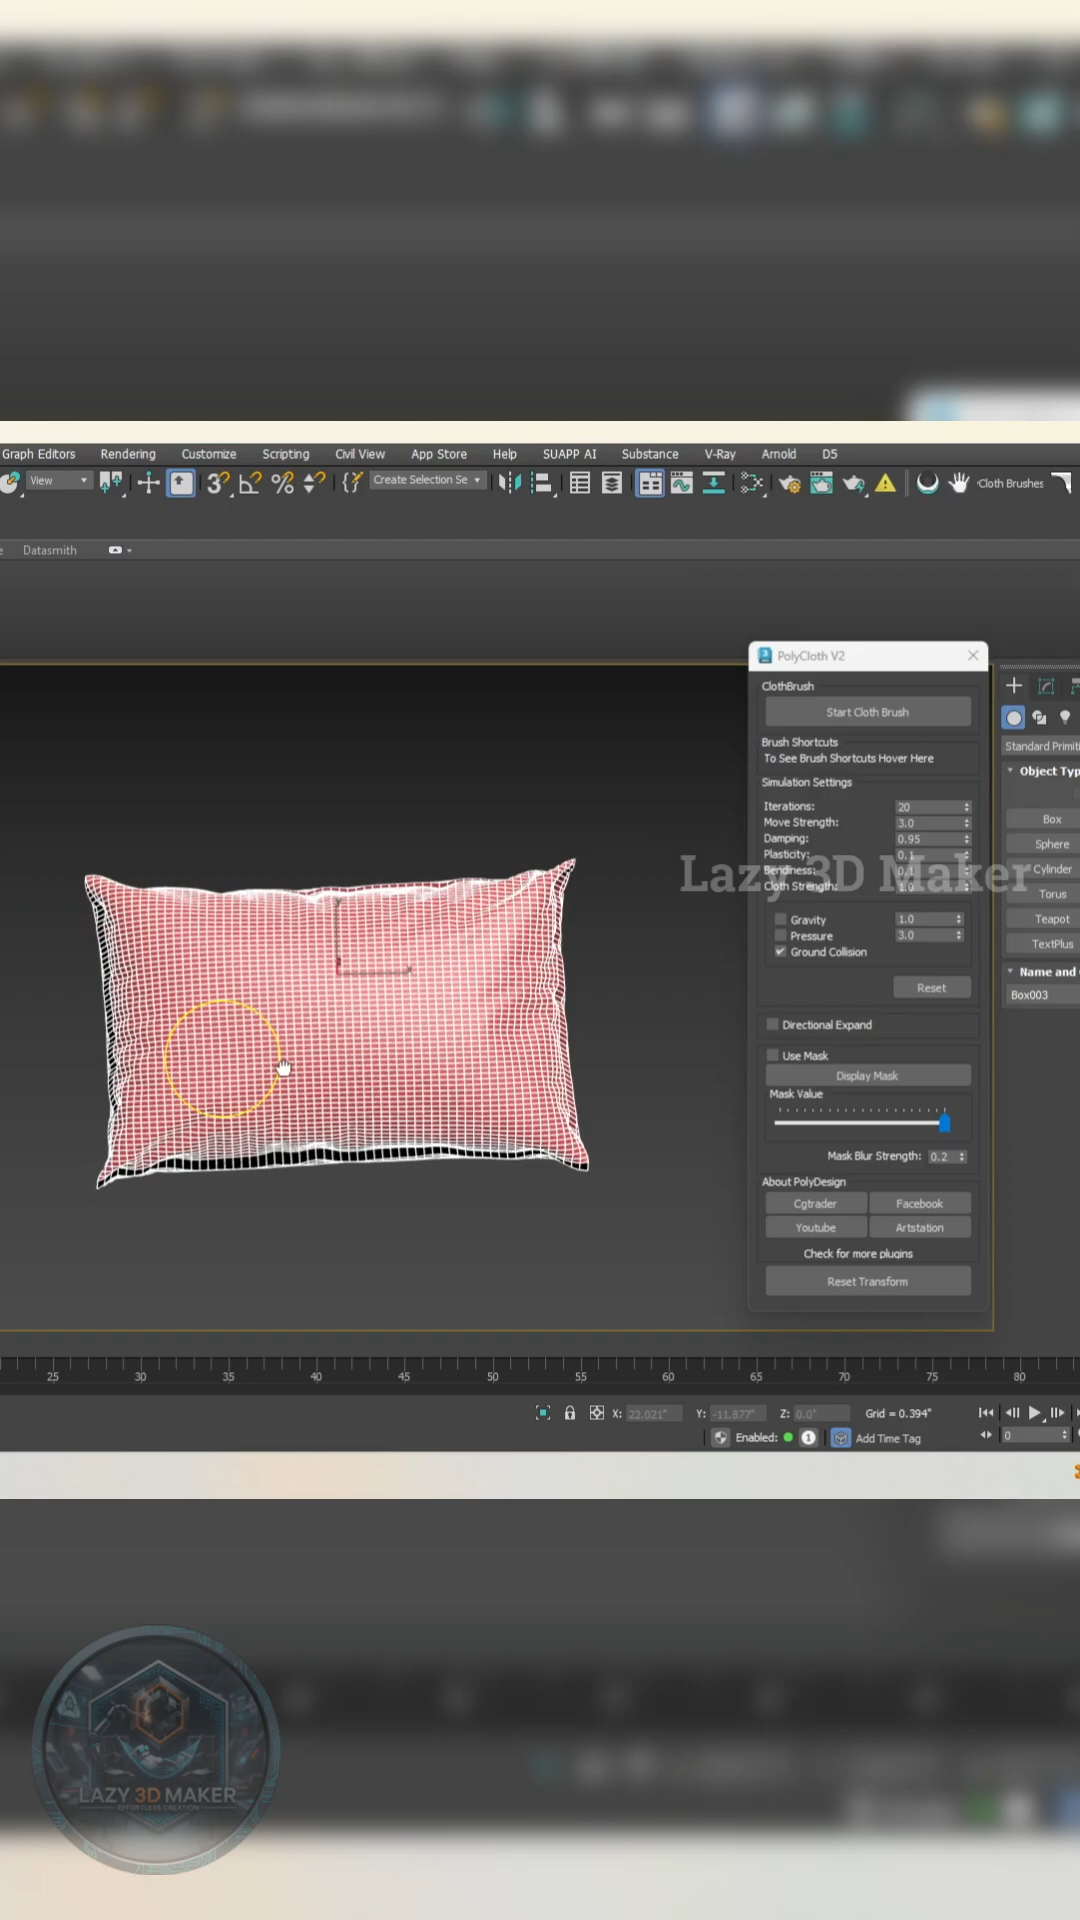 Graph Editors Rendering Customize Scripting Civil View App Store Help SUAPP AI Substance V-Ray Arnold D5
View Create Selection Se Cloth Brushes
Datasmith
PolyCloth V2
ClothBrush
Start Cloth Brush
Brush Shortcuts
To See Brush Shortcuts Hover Here
Simulation Settings
Iterations: 20
Move Strength: 3.0
Damping: 0.95
Plasticity: 0.1
Bendiness: 0.1
Cloth Strength: 1.0
Lazy 3D Maker
Gravity 1.0
Pressure 3.0
Ground Collision
Reset
Directional Expand
Use Mask
Display Mask
Mask Value
Mask Blur Strength: 0.2
About PolyDesign
Cgtrader Facebook
Youtube Artstation
Check for more plugins
Reset Transform
Standard Primiti
Object Typ
Box
Sphere
Cylinder
Torus
Teapot
TextPlus
Name and
Box003
25 30 35 40 45 50 55 60 65 70 75 80
X: 22.021" Y: -11.877" Z: 0.0" Grid = 0.394"
Enabled: 1 Add Time Tag 0
LAZY 3D MAKER
EFFORTLESS CREATION